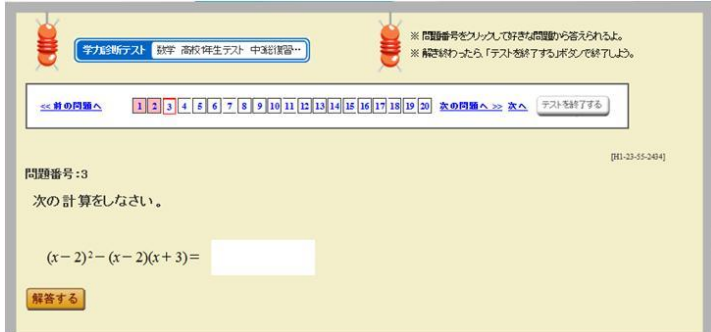 学力診断テスト 数学 高校1年生テスト 中3総復習…
※ 問題番号をクリックして好きな問題から答えられるよ。
※ 解き終わったら、「テストを終了する」ボタンで終了しよう。
<< 前の問題へ 1 2 3 4 5 6 7 8 9 10 11 12 13 14 15 16 17 18 19 20 次の問題へ >> 次へ テストを終了する
[H1-23-55-2434]
問題番号:3
次の計算をしなさい。
(x－2)²－(x－2)(x＋3)＝
解答する